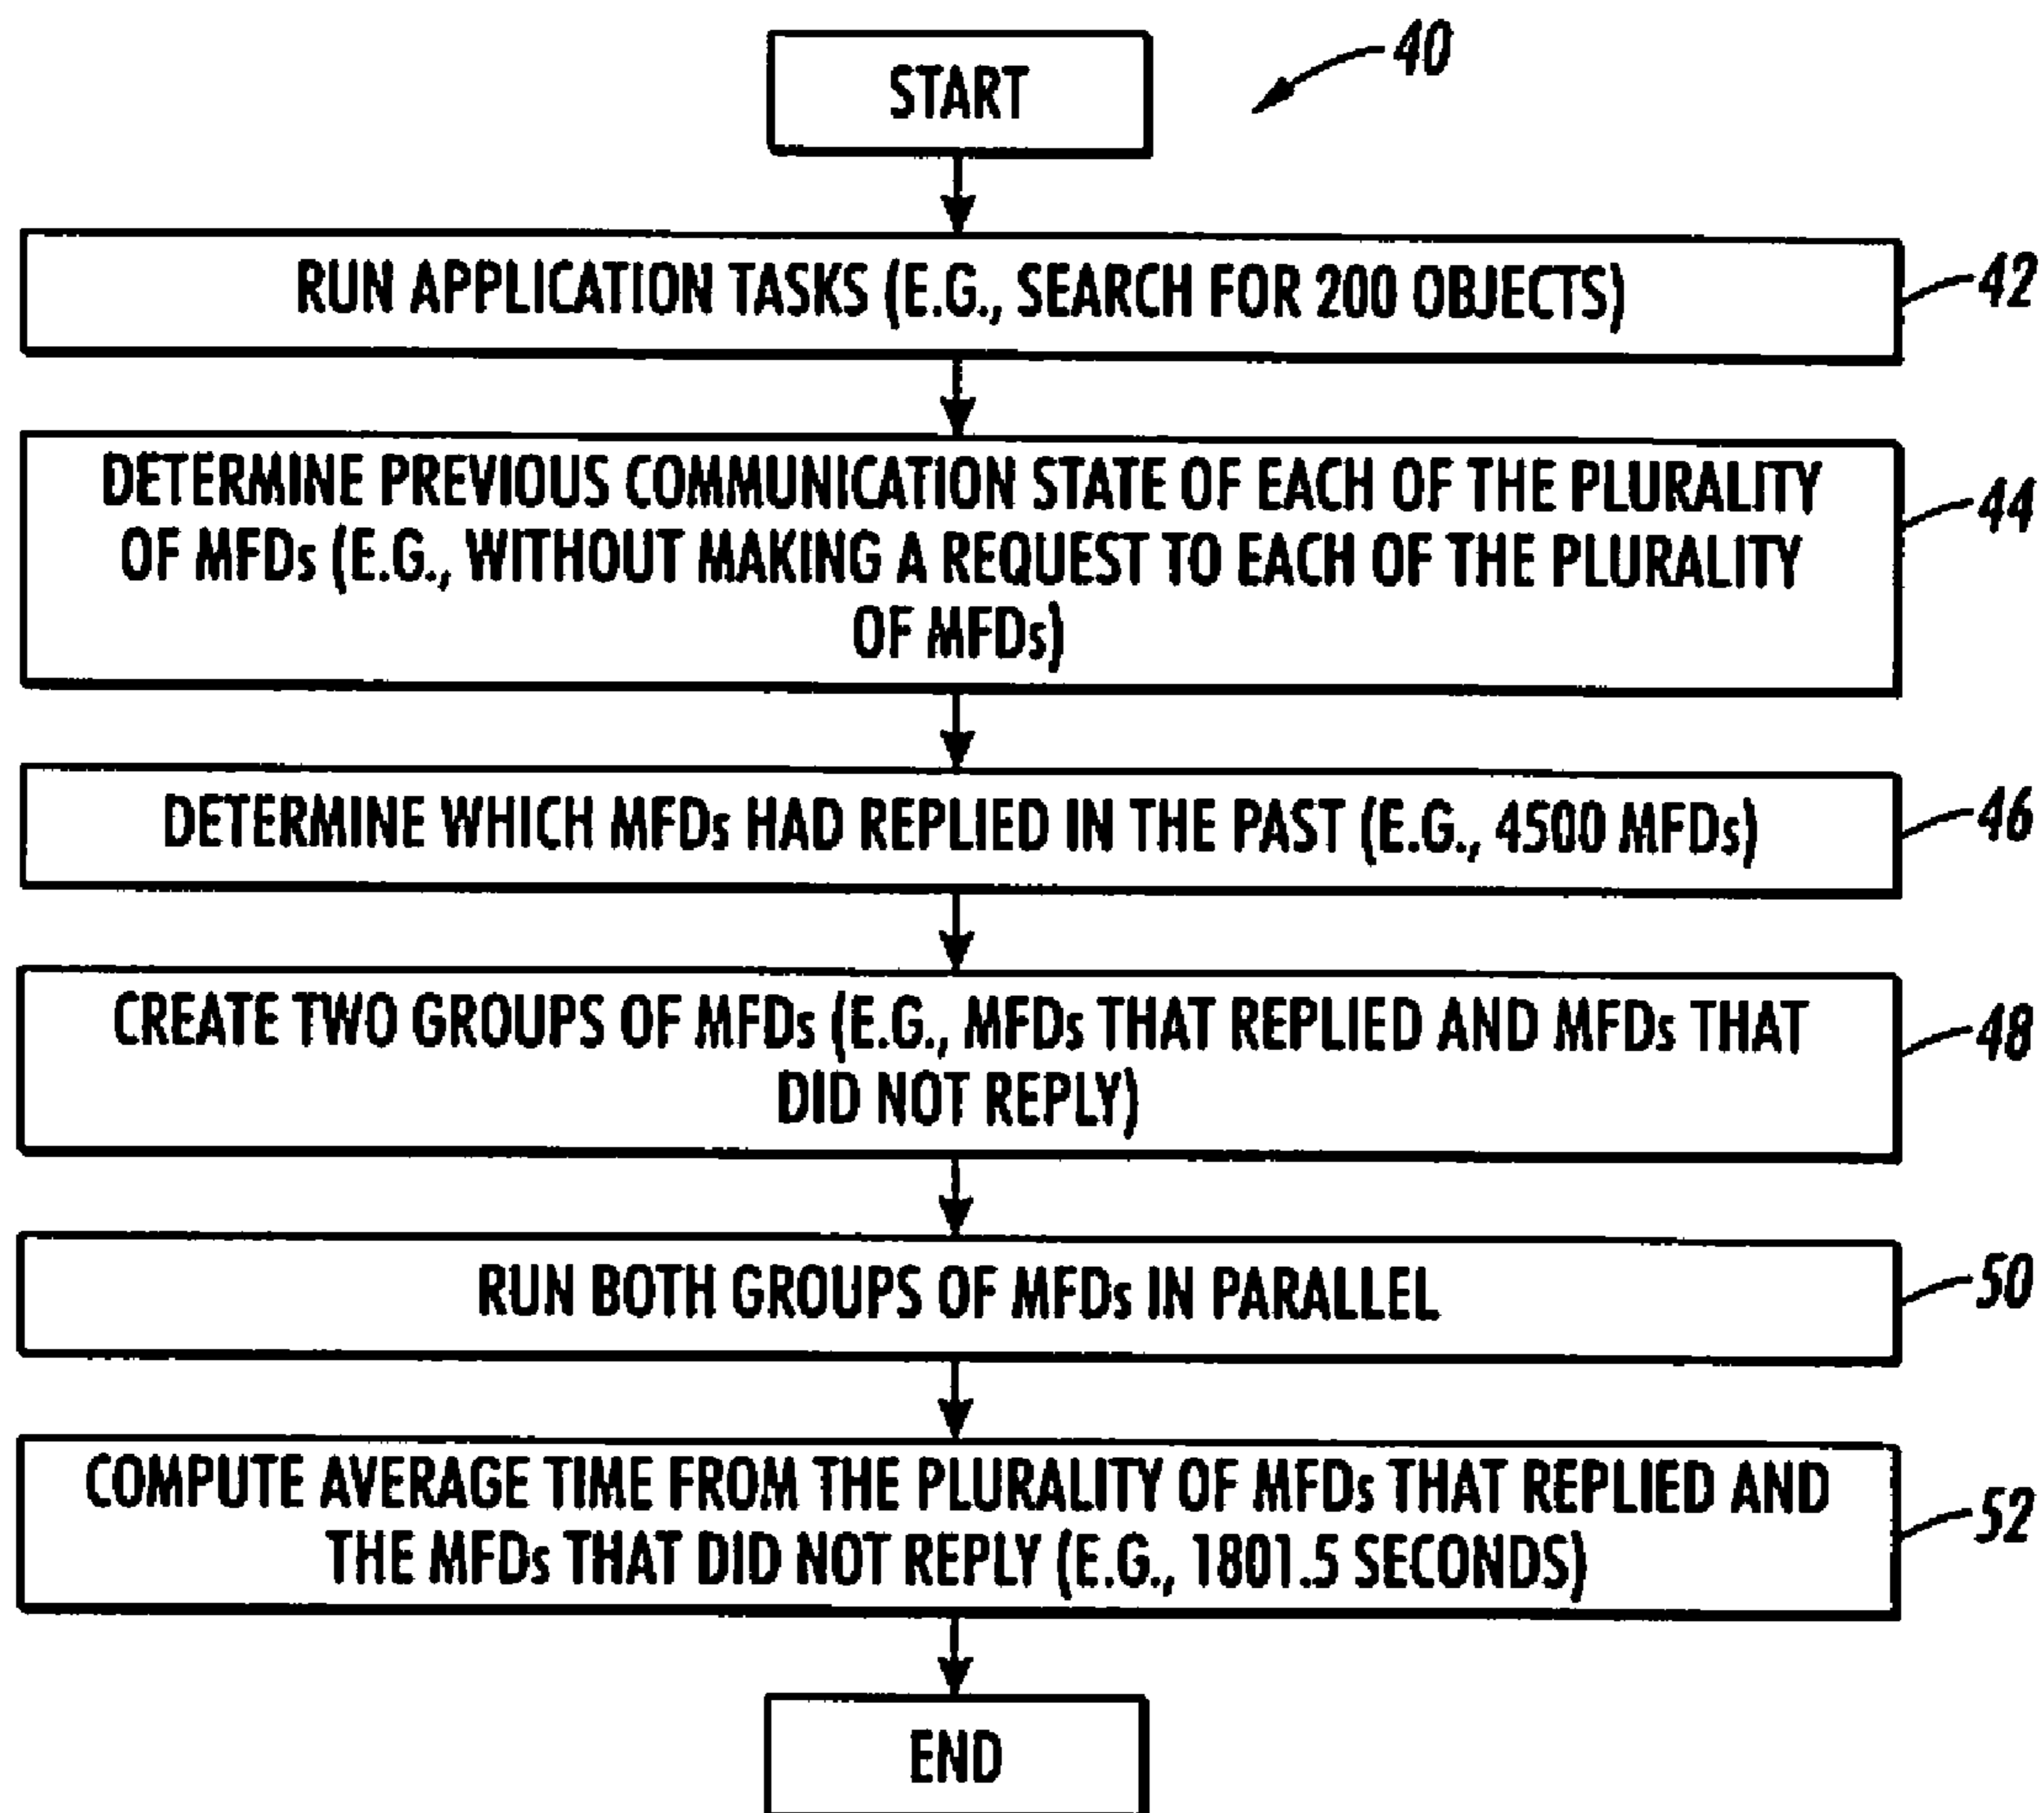 START
40
RUN APPLICATION TASKS (E.G., SEARCH FOR 200 OBJECTS)
42
DETERMINE PREVIOUS COMMUNICATION STATE OF EACH OF THE PLURALITY
OF MFDs (E.G., WITHOUT MAKING A REQUEST TO EACH OF THE PLURALITY
OF MFDs)
44
DETERMINE WHICH MFDs HAD REPLIED IN THE PAST (E.G., 4500 MFDs)
46
CREATE TWO GROUPS OF MFDs (E.G., MFDs THAT REPLIED AND MFDs THAT
DID NOT REPLY)
48
RUN BOTH GROUPS OF MFDs IN PARALLEL
50
COMPUTE AVERAGE TIME FROM THE PLURALITY OF MFDs THAT REPLIED AND
THE MFDs THAT DID NOT REPLY (E.G., 1801.5 SECONDS)
52
END